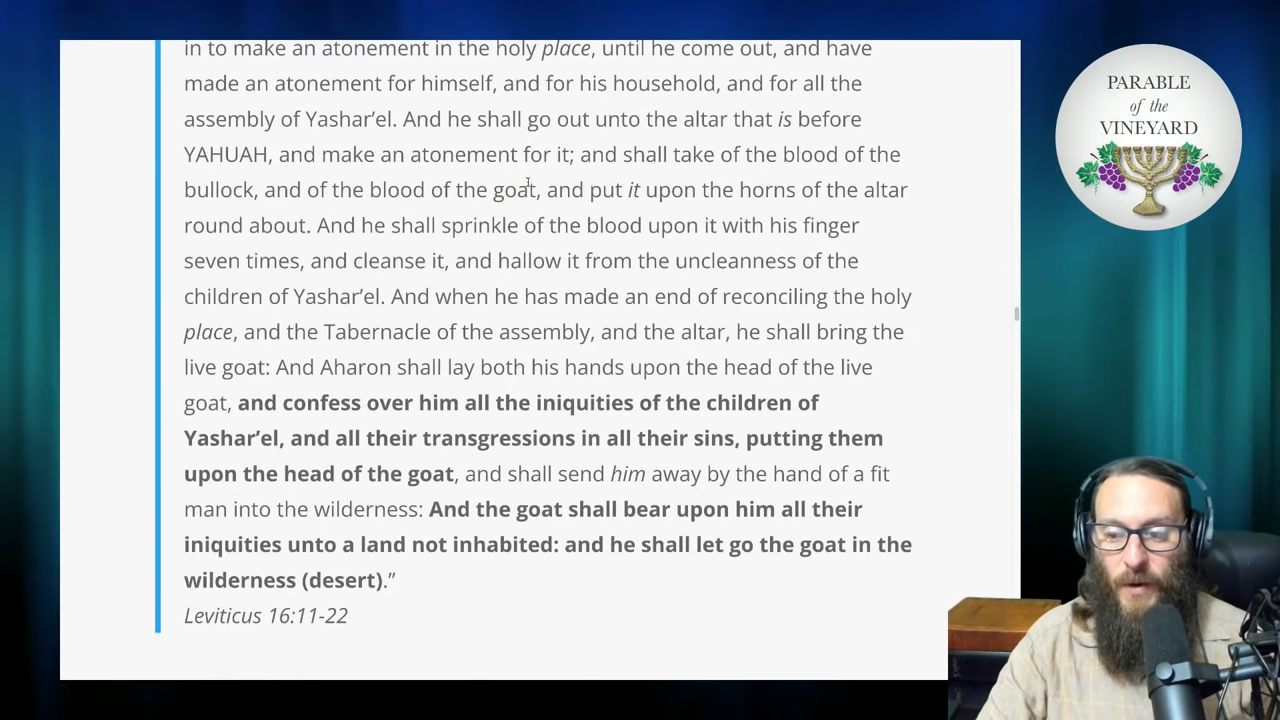 in to make an atonement in the holy place, until he come out, and have
made an atonement for himself, and for his household, and for all the
assembly of Yashar’el. And he shall go out unto the altar that is before
YAHUAH, and make an atonement for it; and shall take of the blood of the
bullock, and of the blood of the goat, and put it upon the horns of the altar
round about. And he shall sprinkle of the blood upon it with his finger
seven times, and cleanse it, and hallow it from the uncleanness of the
children of Yashar’el. And when he has made an end of reconciling the holy
place, and the Tabernacle of the assembly, and the altar, he shall bring the
live goat: And Aharon shall lay both his hands upon the head of the live
goat, and confess over him all the iniquities of the children of
Yashar’el, and all their transgressions in all their sins, putting them
upon the head of the goat, and shall send him away by the hand of a fit
man into the wilderness: And the goat shall bear upon him all their
iniquities unto a land not inhabited: and he shall let go the goat in the
wilderness (desert).”
Leviticus 16:11-22
PARABLE
of the
VINEYARD